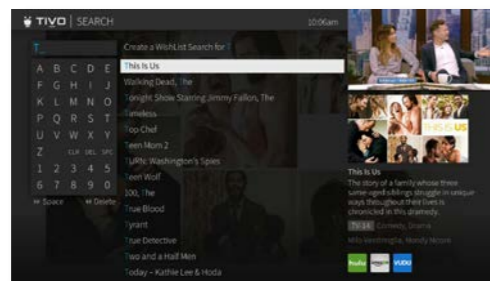 TIVO | SEARCH
10:06am
T_
A B C D E
F G H I J
K L M N O
P Q R S T
U V W X Y
Z CLR DEL SPC
1 2 3 4 5
6 7 8 9 0
Space
Delete
Create a WishList Search for T
This Is Us
Walking Dead, The
Tonight Show Starring Jimmy Fallon, The
Timeless
Top Chef
Teen Mom 2
TURN: Washington's Spies
Teen Wolf
100, The
True Blood
Tyrant
True Detective
Two and a Half Men
Today – Kathie Lee & Hoda
THIS IS US
This Is Us
The story of a family whose three
same-aged siblings struggle in unique
ways throughout their lives is
chronicled in this dramedy.
TV-14 Comedy, Drama
Milo Ventimiglia, Mandy Moore
hulu
amazon
VUDU